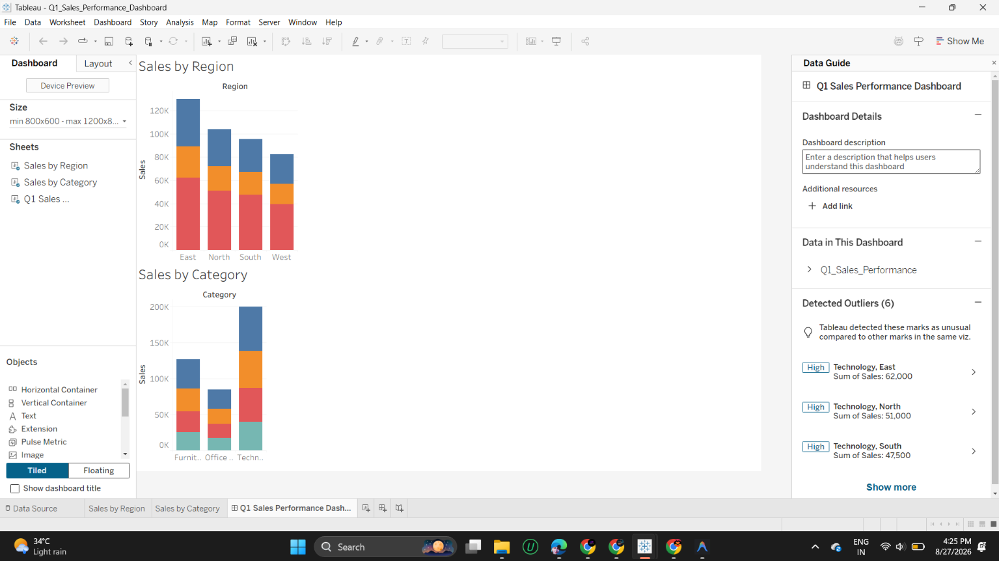 Tableau - Q1_Sales_Performance_Dashboard
File Data Worksheet Dashboard Story Analysis Map Format Server Window Help
Show Me
Dashboard Layout
Device Preview
Size
min 800x600 - max 1200x8...
Sheets
Sales by Region
Sales by Category
Q1 Sales ...
Objects
Horizontal Container
Vertical Container
Text
Extension
Pulse Metric
Image
Tiled Floating
Show dashboard title
Sales by Region
Region
Sales
120K
100K
80K
60K
40K
20K
0K
East North South West
Sales by Category
Category
Sales
200K
150K
100K
50K
0K
Furnit.. Office .. Techn..
Data Guide
Q1 Sales Performance Dashboard
Dashboard Details
Dashboard description
Enter a description that helps users
understand this dashboard
Additional resources
Add link
Data in This Dashboard
Q1_Sales_Performance
Detected Outliers (6)
Tableau detected these marks as unusual
compared to other marks in the same viz.
High Technology, East
Sum of Sales: 62,000
High Technology, North
Sum of Sales: 51,000
High Technology, South
Sum of Sales: 47,500
Show more
Data Source Sales by Region Sales by Category Q1 Sales Performance Dash...
34°C
Light rain
Search
ENG
IN
4:25 PM
8/27/2026